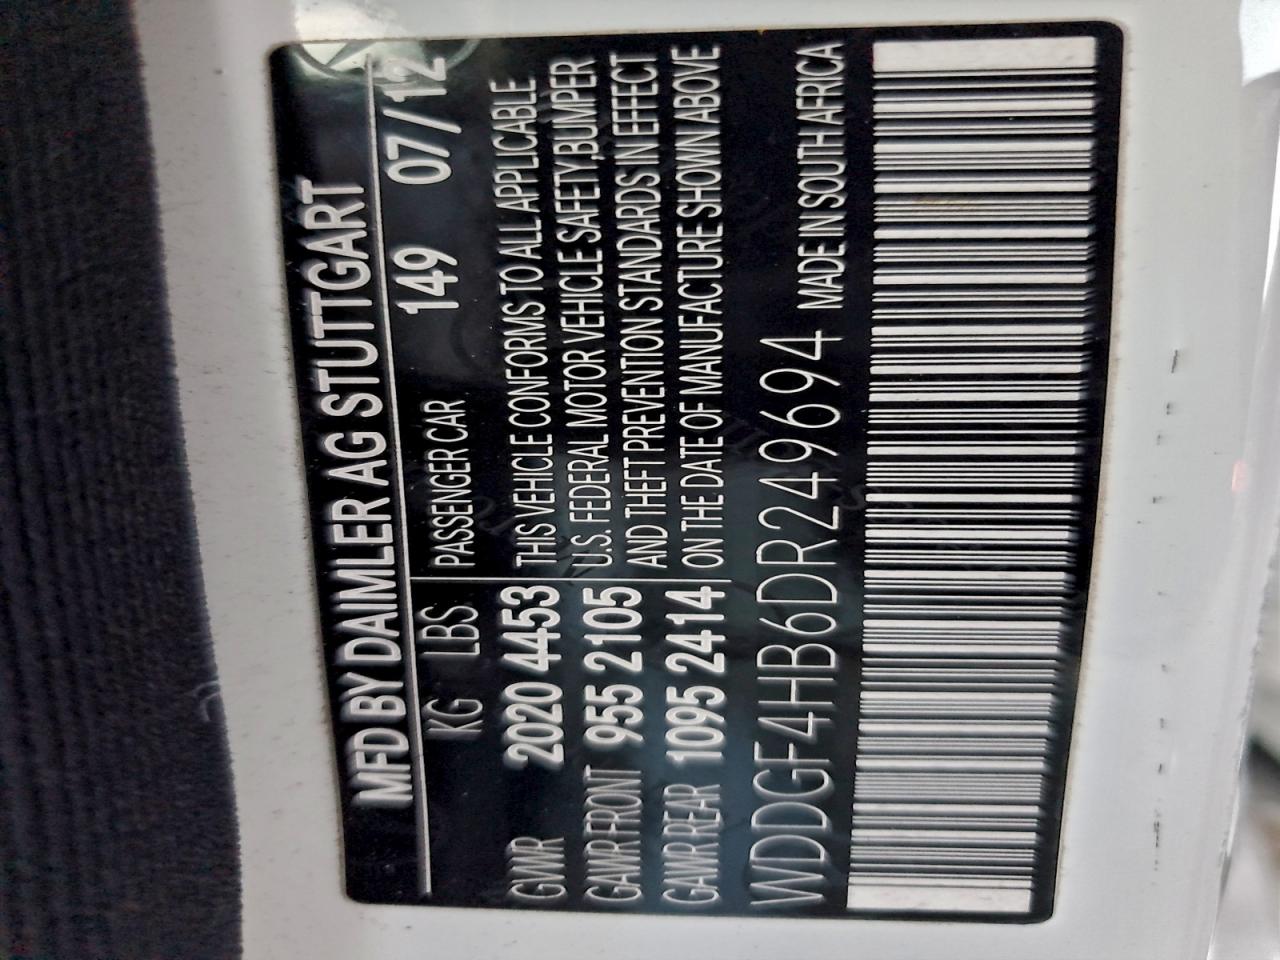 MFD BY DAIMLER AG STUTTGART
KG LBS PASSENGER CAR 149 07/12
GVWR 2020 4453 THIS VEHICLE CONFORMS TO ALL APPLICABLE
GAWR FRONT 955 2105 U.S. FEDERAL MOTOR VEHICLE SAFETY,BUMPER
AND THEFT PREVENTION STANDARDS IN EFFECT
GAWR REAR 1095 2414 ON THE DATE OF MANUFACTURE SHOWN ABOVE
WDDGF4HB6DR249694 MADE IN SOUTH AFRICA